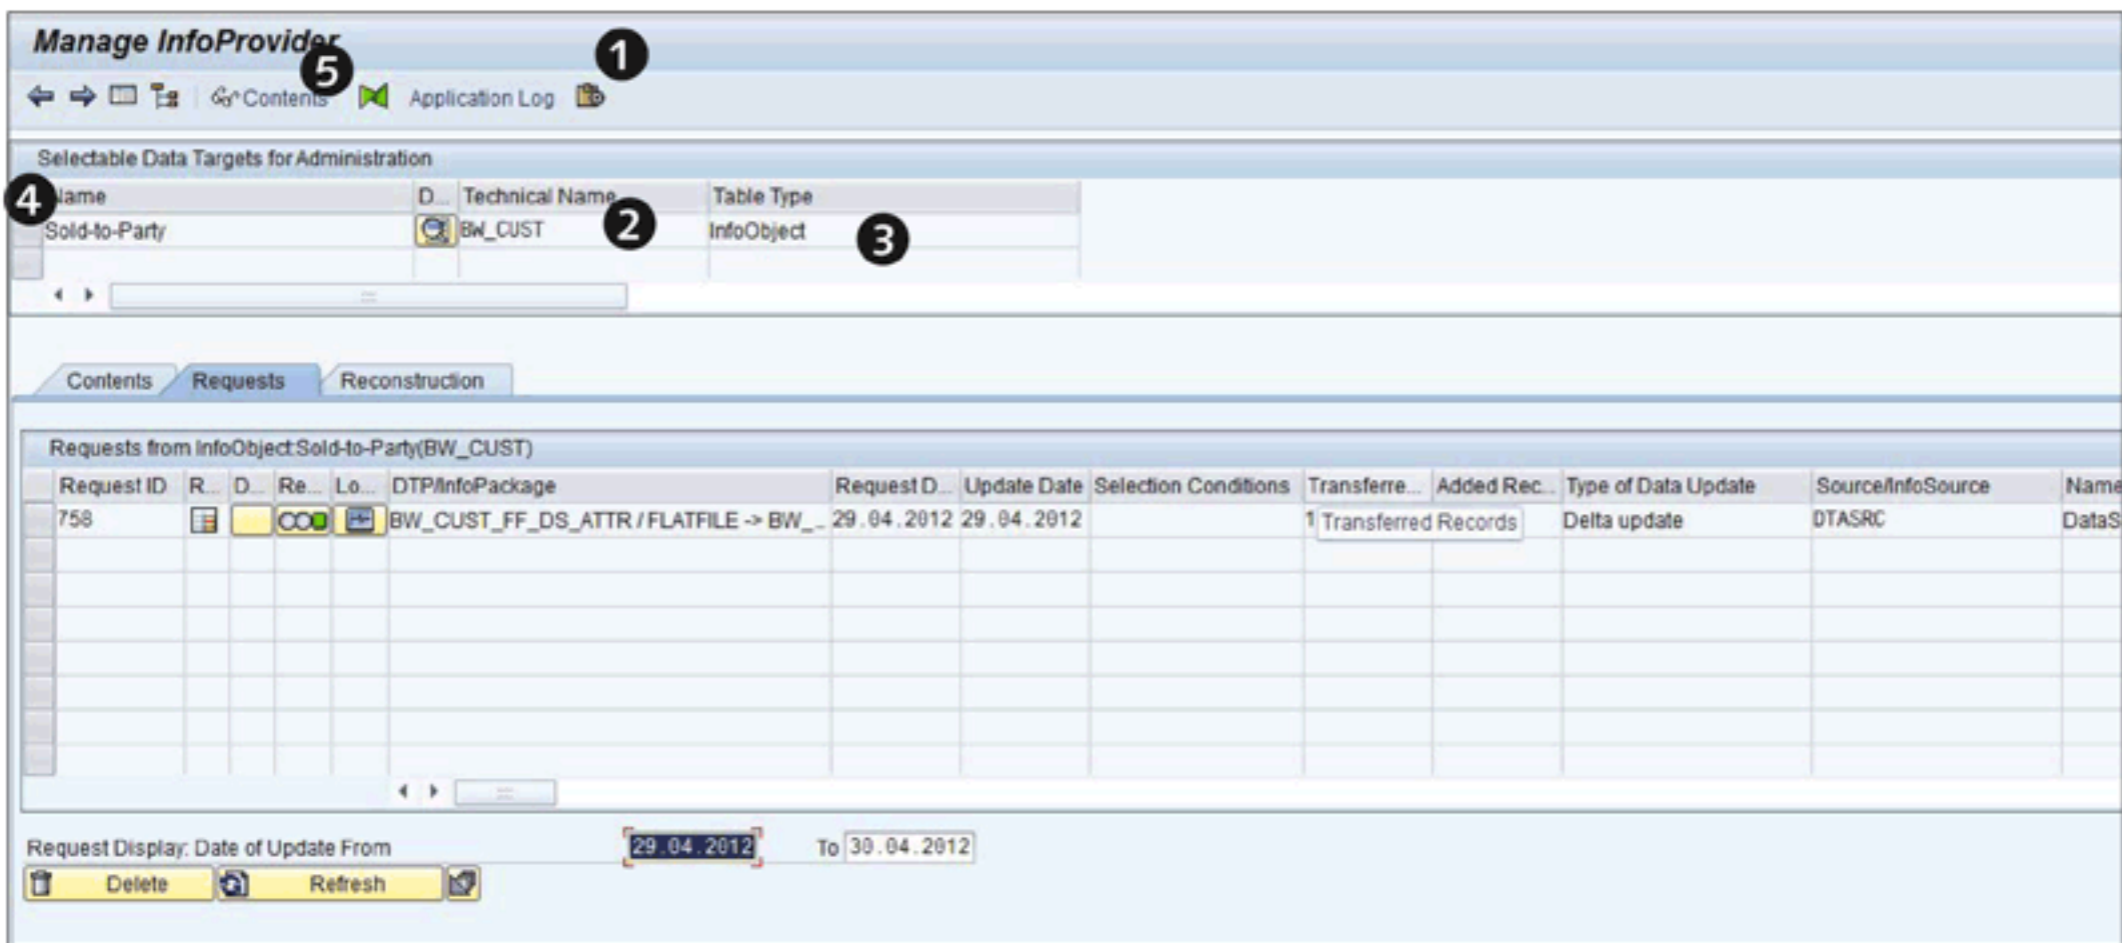 Manage InfoProvider
5 1
Contents Application Log
Selectable Data Targets for Administration
4 Name D... Technical Name Table Type
Sold-to-Party BW_CUST 2 InfoObject 3
Contents Requests Reconstruction
Requests from InfoObject:Sold-to-Party(BW_CUST)
Request ID R... D... Re... Lo... DTP/InfoPackage Request D... Update Date Selection Conditions Transferre... Added Rec... Type of Data Update Source/InfoSource Name
758 BW_CUST_FF_DS_ATTR / FLATFILE -> BW_... 29.04.2012 29.04.2012 1 Transferred Records Delta update DTASRC DataS
Request Display: Date of Update From 29.04.2012 To 30.04.2012
Delete Refresh